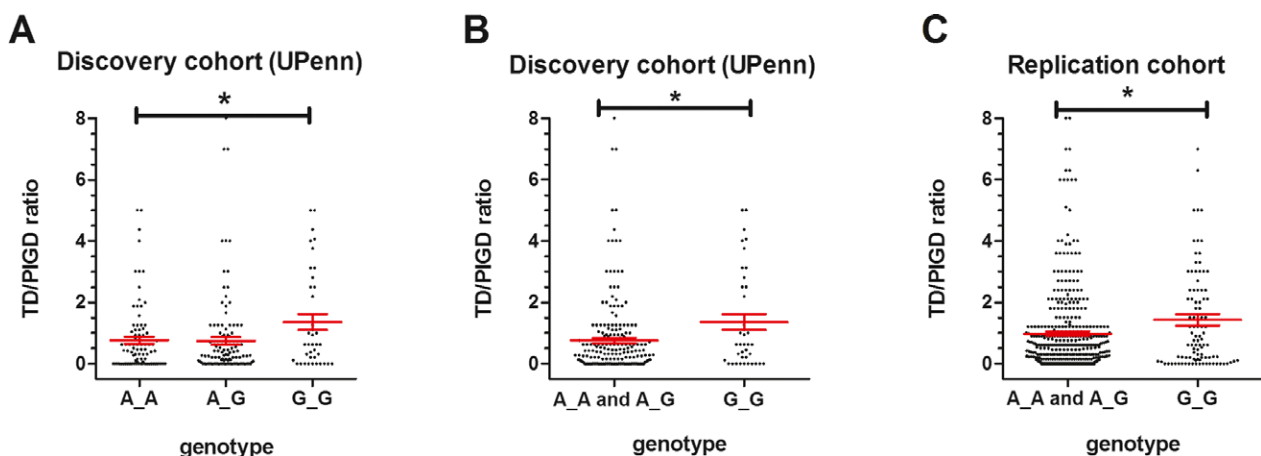 A
Discovery cohort (UPenn)
*
8
6
4
2
0
TD/PIGD ratio
A_A A_G G_G
genotype
B
Discovery cohort (UPenn)
*
8
6
4
2
0
TD/PIGD ratio
A_A and A_G G_G
genotype
C
Replication cohort
*
8
6
4
2
0
TD/PIGD ratio
A_A and A_G G_G
genotype